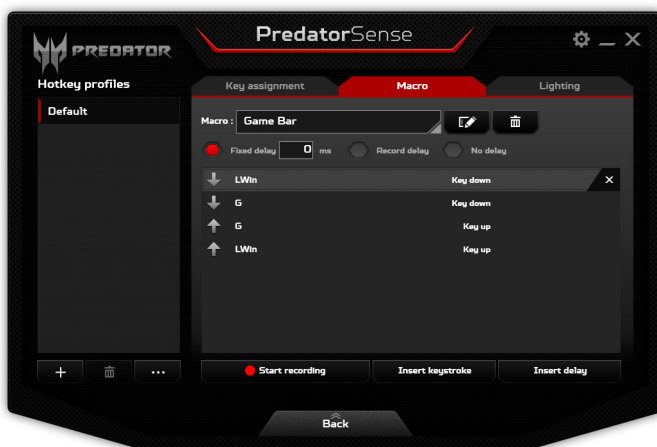 PredatorSense
PREDATOR
Hotkey profiles
Default
Key assignment
Macro
Lighting
Macro : Game Bar
Fixed delay 0 ms Record delay No delay
LWin Key down
G Key down
G Key up
LWin Key up
Start recording
Insert keystroke
Insert delay
Back